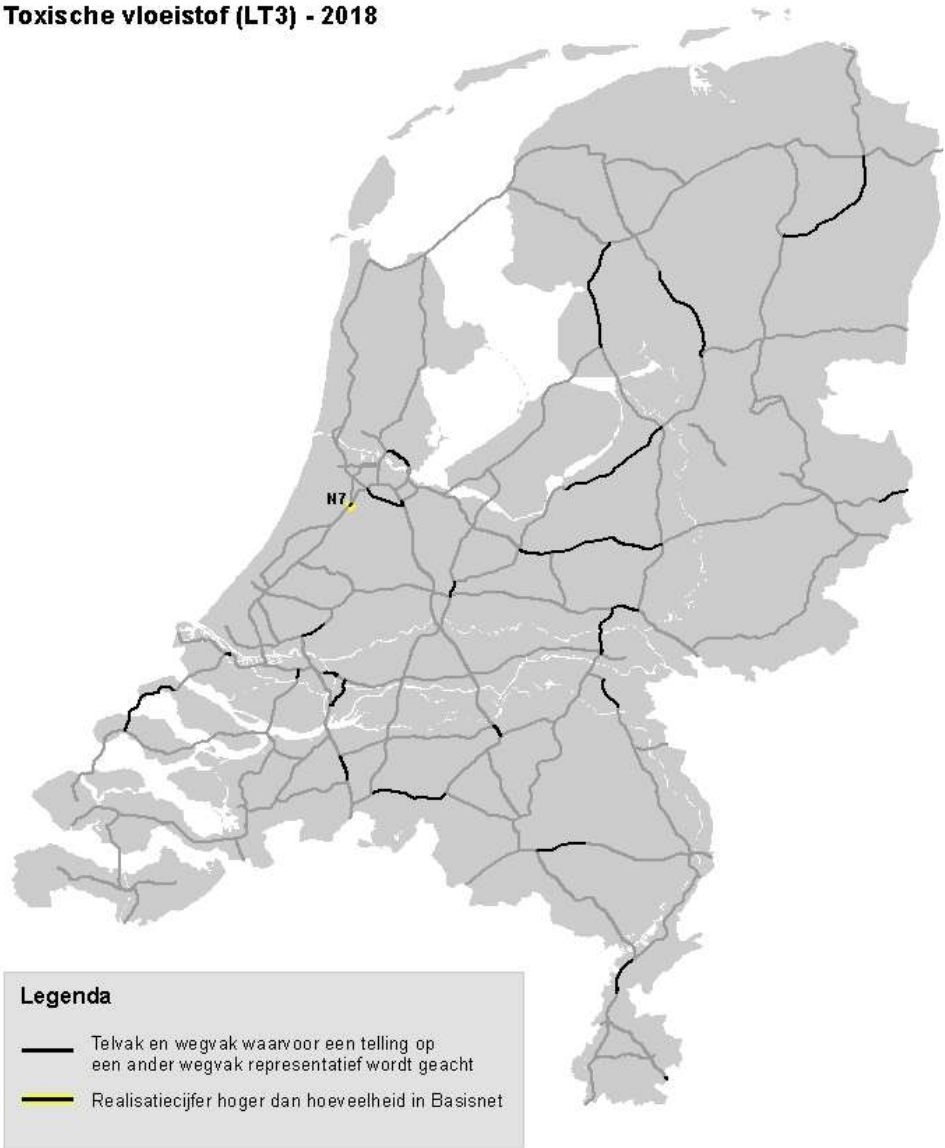 Toxische vloeistof (LT3) - 2018
N7
Legenda
Telvak en wegvak waarvoor een telling op
een ander wegvak representatief wordt geacht
Realisatiecijfer hoger dan hoeveelheid in Basisnet